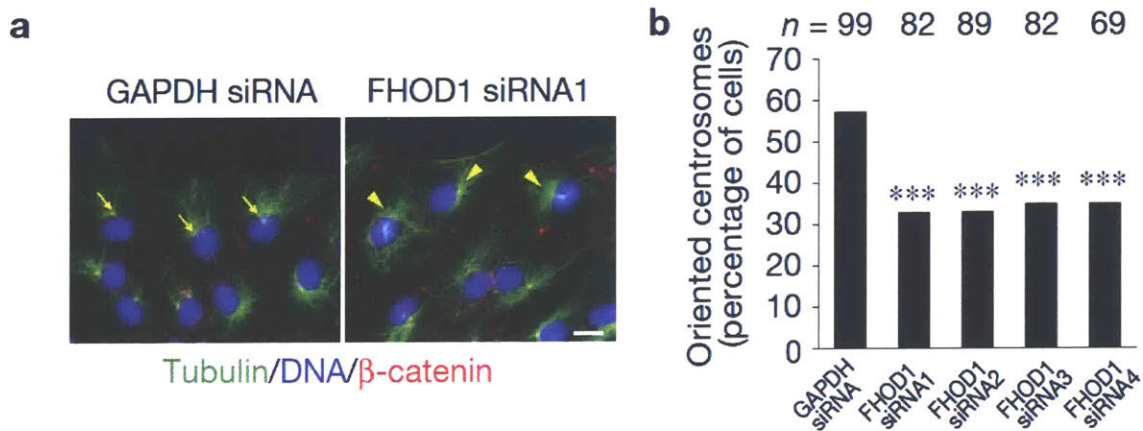 a
GAPDH siRNA
FHOD1 siRNA1
Tubulin/DNA/β-catenin
b
n = 99 82 89 82 69
Oriented centrosomes
(percentage of cells)
70
60
50
40
30
20
10
0
***
***
***
***
GAPDH
siRNA
FHOD1
siRNA1
FHOD1
siRNA2
FHOD1
siRNA3
FHOD1
siRNA4